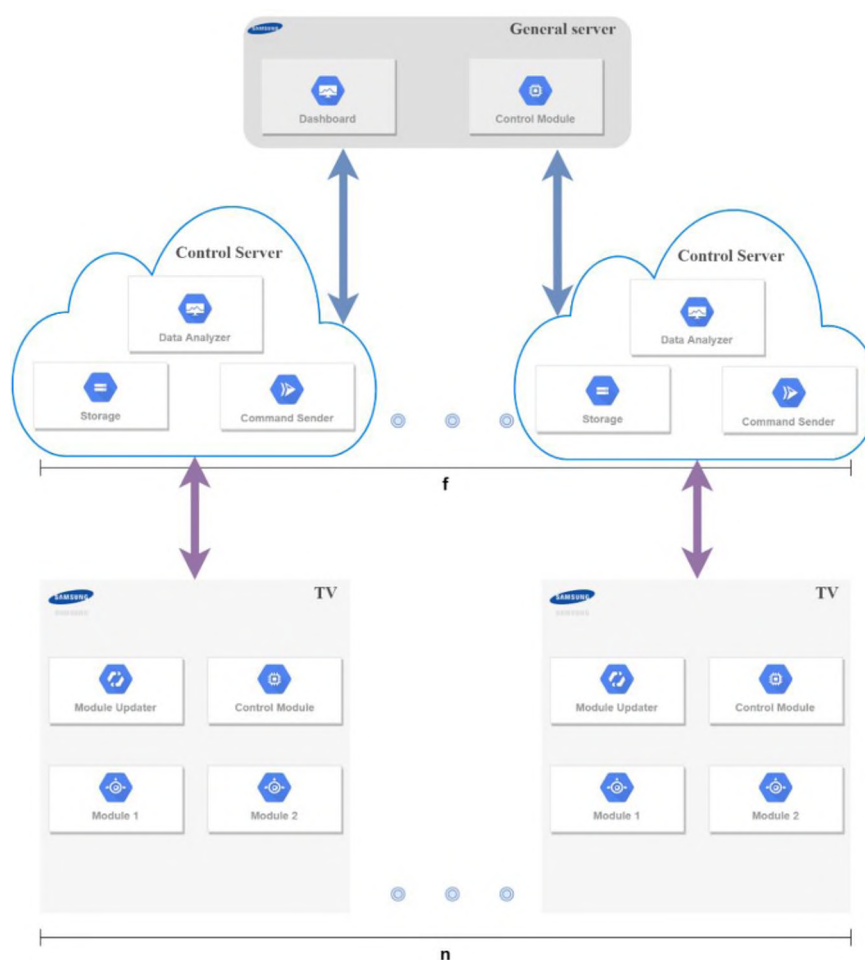 SAMSUNG
General server
Dashboard
Control Module
Control Server
Control Server
Data Analyzer
Data Analyzer
Storage
Command Sender
Storage
Command Sender
f
SAMSUNG
TV
SAMSUNG
TV
Module Updater
Control Module
Module Updater
Control Module
Module 1
Module 2
Module 1
Module 2
n